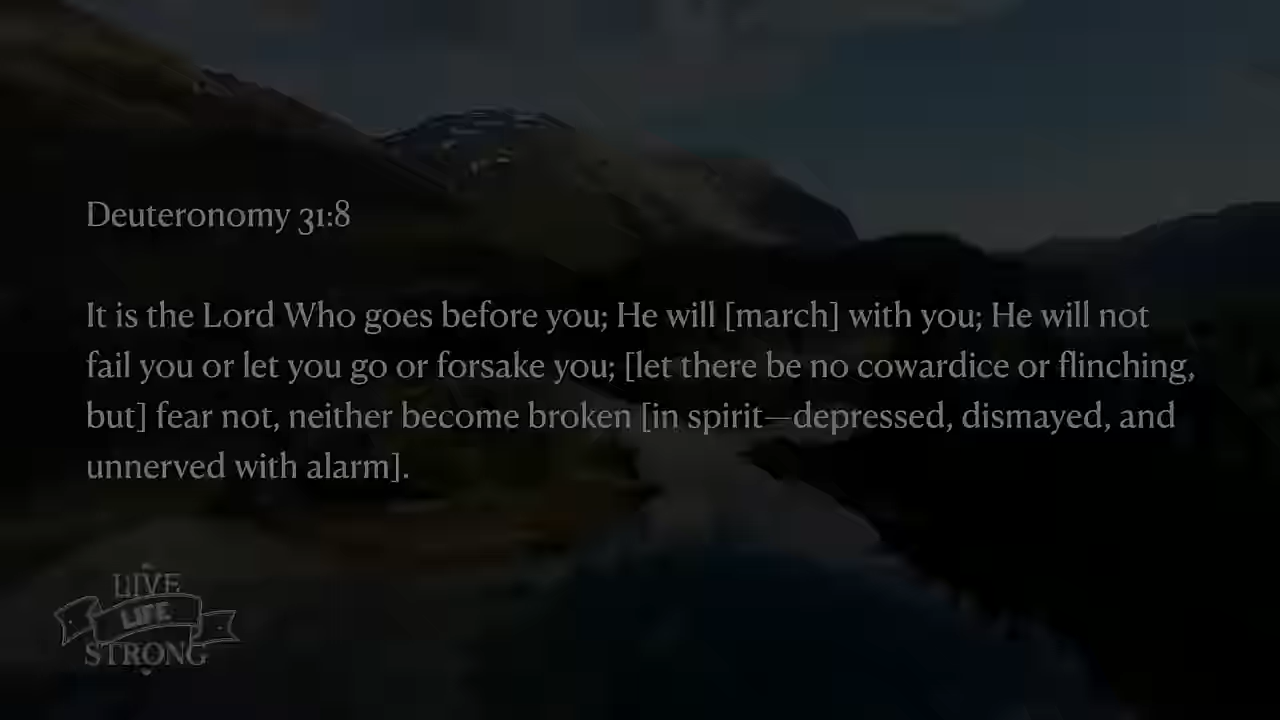 Deuteronomy 31:8
It is the Lord Who goes before you; He will [march] with you; He will not
fail you or let you go or forsake you; [let there be no cowardice or flinching,
but] fear not, neither become broken [in spirit—depressed, dismayed, and
unnerved with alarm].
LIVE
LIFE
STRONG